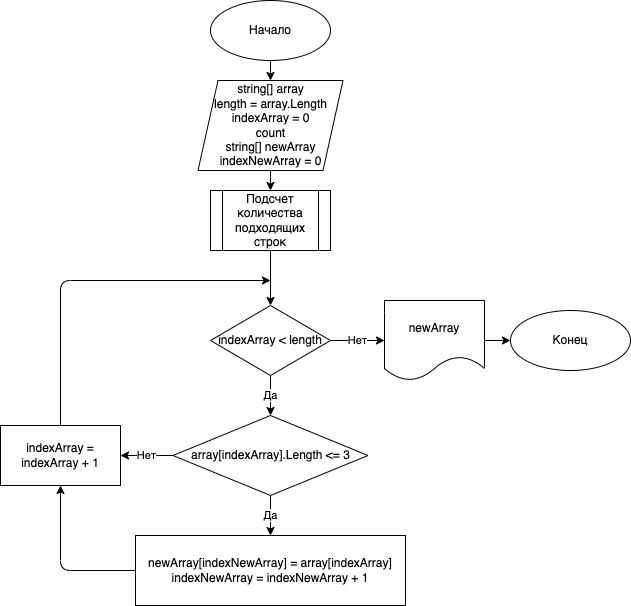 Начало
string[] array
length = array.Length
indexArray = 0
count
string[] newArray
indexNewArray = 0
Подсчет
количества
подходящих
строк
indexArray < length
Нет
newArray
Конец
Да
array[indexArray].Length <= 3
Нет
indexArray =
indexArray + 1
Да
newArray[indexNewArray] = array[indexArray]
indexNewArray = indexNewArray + 1